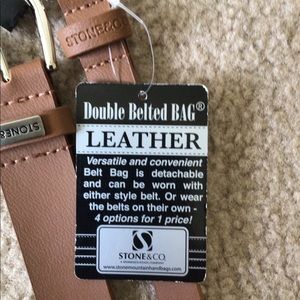 STONE&CO
STONE&
Double Belted BAG®
LEATHER
Versatile and convenient
Belt Bag is detachable
and can be worn with
either style belt. Or wear
the belts on their own -
4 options for 1 price!
S
STONE&CO.
www.stonemountainhandbags.com